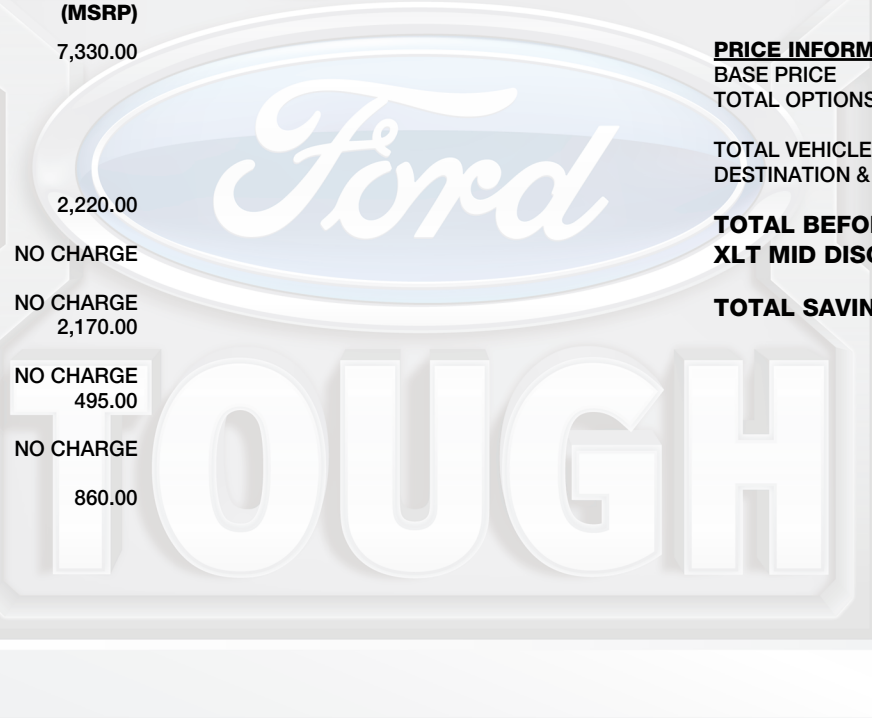 (MSRP)
7,330.00
2,220.00
NO CHARGE
NO CHARGE
2,170.00
NO CHARGE
495.00
NO CHARGE
860.00
PRICE INFORM
BASE PRICE
TOTAL OPTIONS
TOTAL VEHICLE
DESTINATION &
TOTAL BEFO
XLT MID DISC
TOTAL SAVIN
Ford
TOUGH